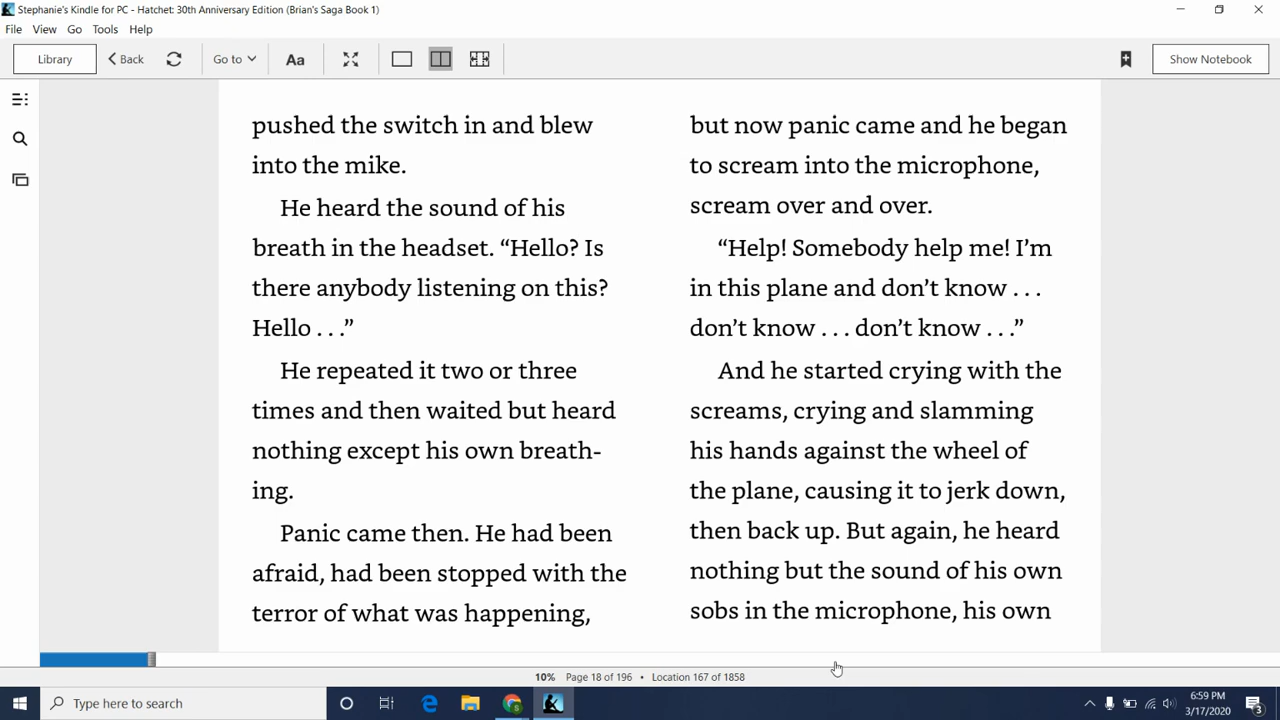 Stephanie's Kindle for PC - Hatchet: 30th Anniversary Edition (Brian's Saga Book 1)
File View Go Tools Help
Library Back Go to Aa Show Notebook
pushed the switch in and blew
into the mike.
He heard the sound of his
breath in the headset. “Hello? Is
there anybody listening on this?
Hello . . .”
He repeated it two or three
times and then waited but heard
nothing except his own breath-
ing.
Panic came then. He had been
afraid, had been stopped with the
terror of what was happening,
but now panic came and he began
to scream into the microphone,
scream over and over.
“Help! Somebody help me! I’m
in this plane and don’t know . . .
don’t know . . . don’t know . . .”
And he started crying with the
screams, crying and slamming
his hands against the wheel of
the plane, causing it to jerk down,
then back up. But again, he heard
nothing but the sound of his own
sobs in the microphone, his own
10% Page 18 of 196 • Location 167 of 1858
Type here to search
6:59 PM
3/17/2020
3